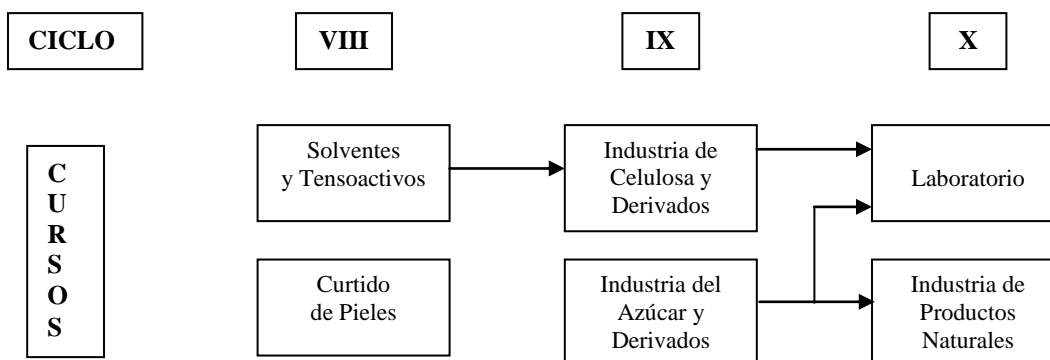 CICLO
VIII
IX
X
C
U
R
S
O
S
Solventes
y Tensoactivos
Industria de
Celulosa y
Derivados
Laboratorio
Curtido
de Pieles
Industria del
Azúcar y
Derivados
Industria de
Productos
Naturales